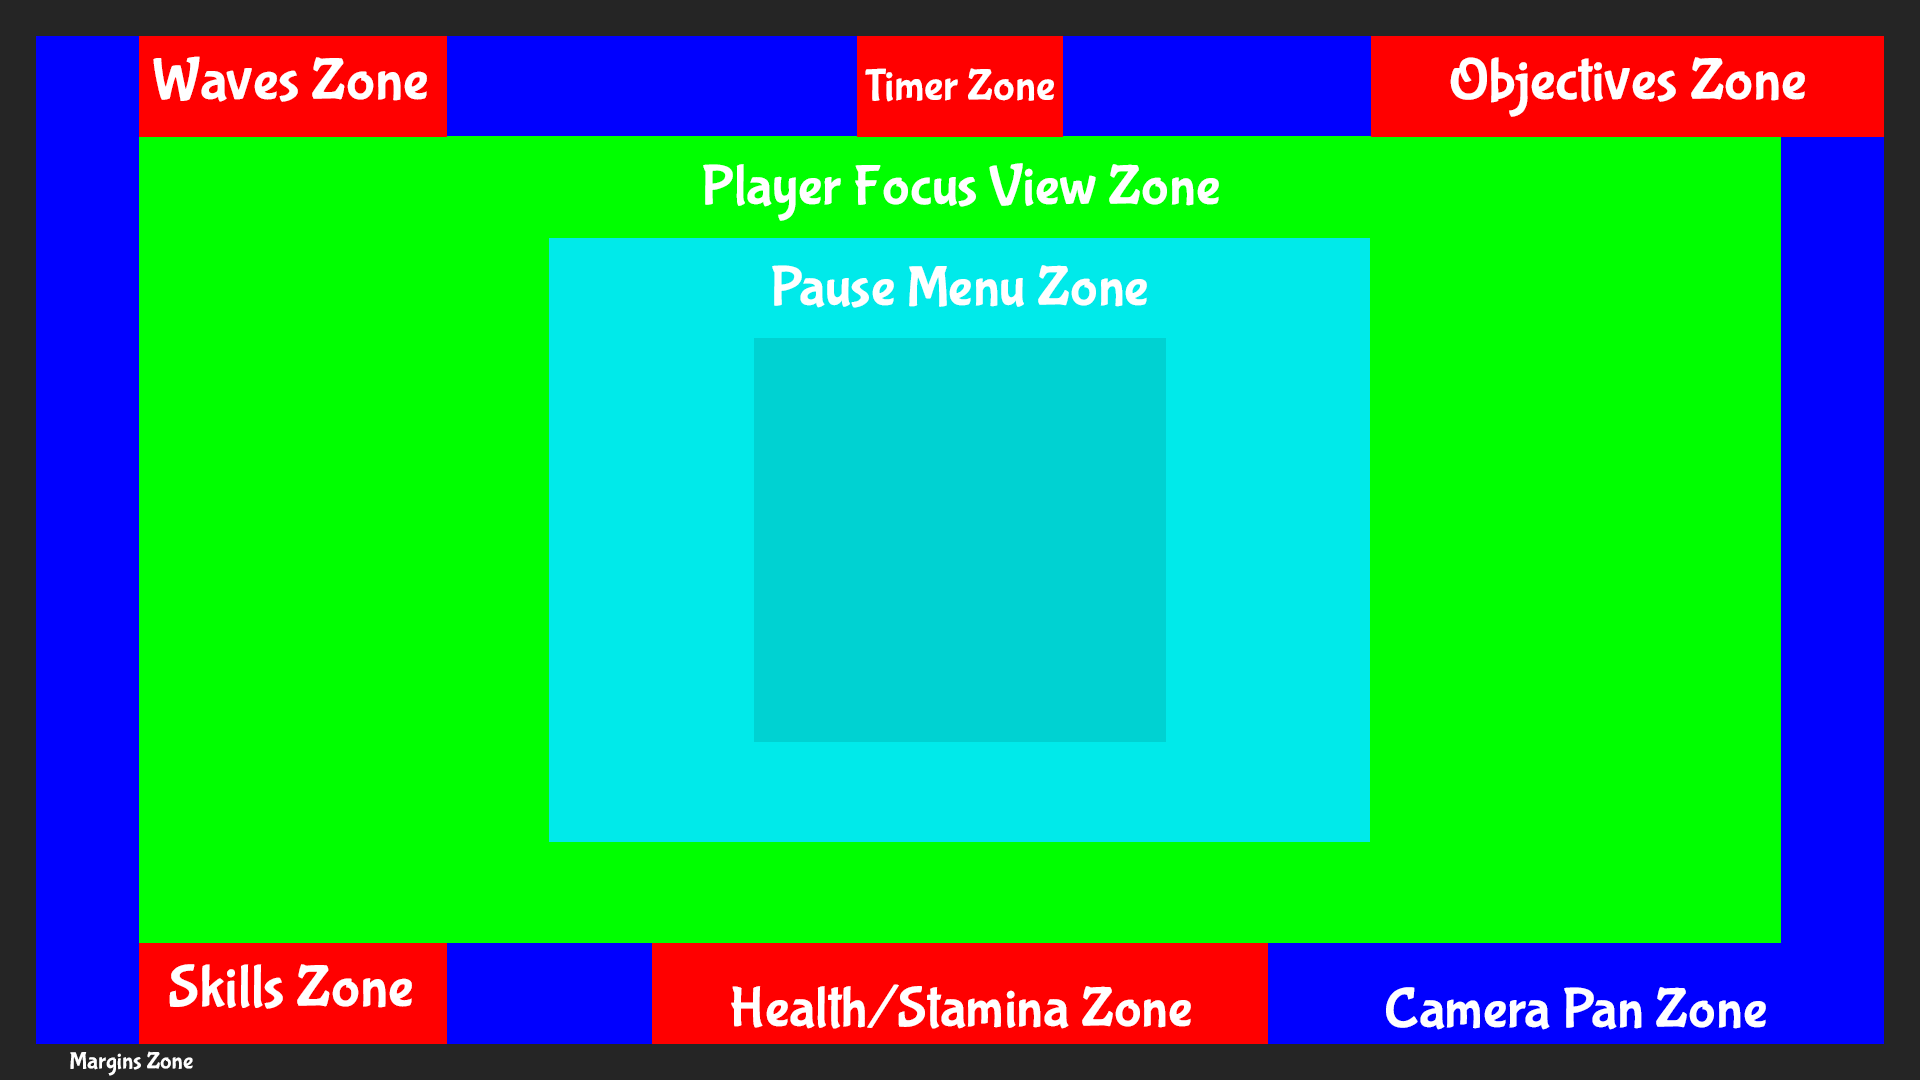 Waves Zone
Timer Zone
Objectives Zone
Player Focus View Zone
Pause Menu Zone
Skills Zone
Health/Stamina Zone
Camera Pan Zone
Margins Zone